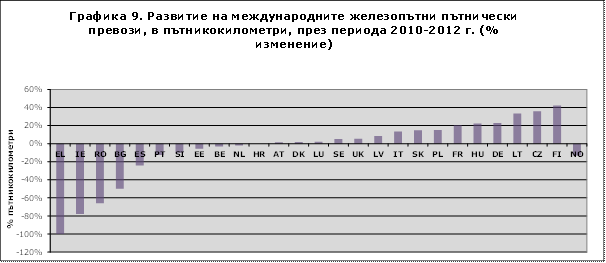 Графика 9. Развитие на международните железопътни пътнически
превози, в пътникокилометри, през периода 2010-2012 г. (%
изменение)
% пътникокилометри
60%
40%
20%
0%
-20%
-40%
-60%
-80%
-100%
-120%
EL IE RO BG ES PT SI EE BE NL HR AT DK LU SE UK LV IT SK PL FR HU DE LT CZ FI NO